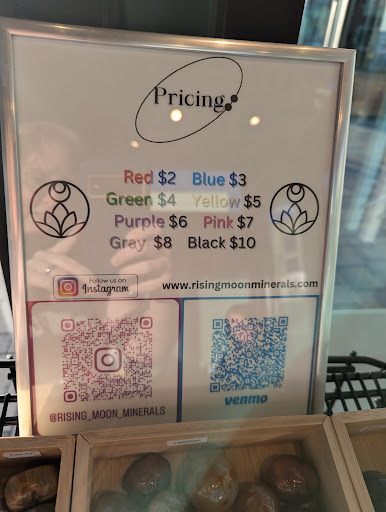 Pricing
Red $2 Blue $3
Green $4 Yellow $5
Purple $6 Pink $7
Gray $8 Black $10
Follow us on
Instagram
www.risingmoonminerals.com
@RISING_MOON_MINERALS
venmo